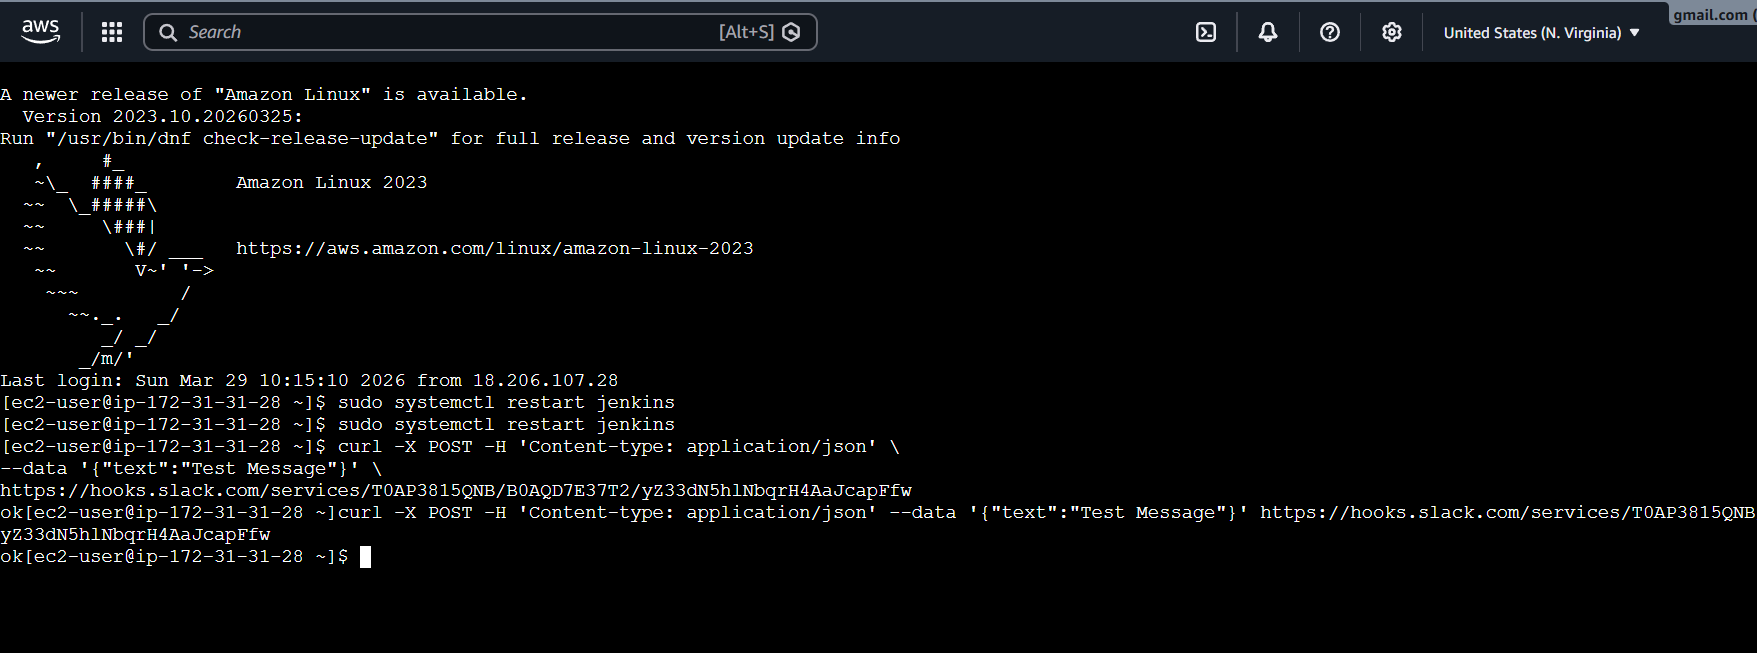 aws
Search [Alt+S]
United States (N. Virginia) ▼
gmail.com (
A newer release of "Amazon Linux" is available.
  Version 2023.10.20260325:
Run "/usr/bin/dnf check-release-update" for full release and version update info
   ,     #_
   ~\_  ####_        Amazon Linux 2023
  ~~  \_#####\
  ~~     \###|
  ~~       \#/ ___   https://aws.amazon.com/linux/amazon-linux-2023
   ~~       V~' '->
    ~~~         /
      ~~._.   _/
         _/ _/
       _/m/'
Last login: Sun Mar 29 10:15:10 2026 from 18.206.107.28
[ec2-user@ip-172-31-31-28 ~]$ sudo systemctl restart jenkins
[ec2-user@ip-172-31-31-28 ~]$ sudo systemctl restart jenkins
[ec2-user@ip-172-31-31-28 ~]$ curl -X POST -H 'Content-type: application/json' \
--data '{"text":"Test Message"}' \
https://hooks.slack.com/services/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
ok[ec2-user@ip-172-31-31-28 ~]curl -X POST -H 'Content-type: application/json' --data '{"text":"Test Message"}' https://hooks.slack.com/services/T0AP3815QNB
yZ33dN5hlNbqrH4AaJcapFfw
ok[ec2-user@ip-172-31-31-28 ~]$